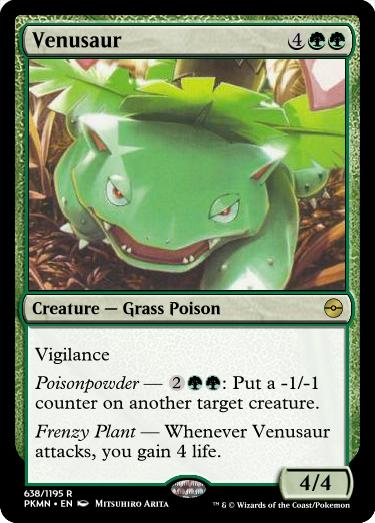 Venusaur 4
Creature — Grass Poison
Vigilance
Poisonpowder — 2: Put a -1/-1
counter on another target creature.
Frenzy Plant — Whenever Venusaur
attacks, you gain 4 life.
4/4
638/1195 R
PKMN • EN Mitsuhiro Arita
™ & © Wizards of the Coast/Pokemon